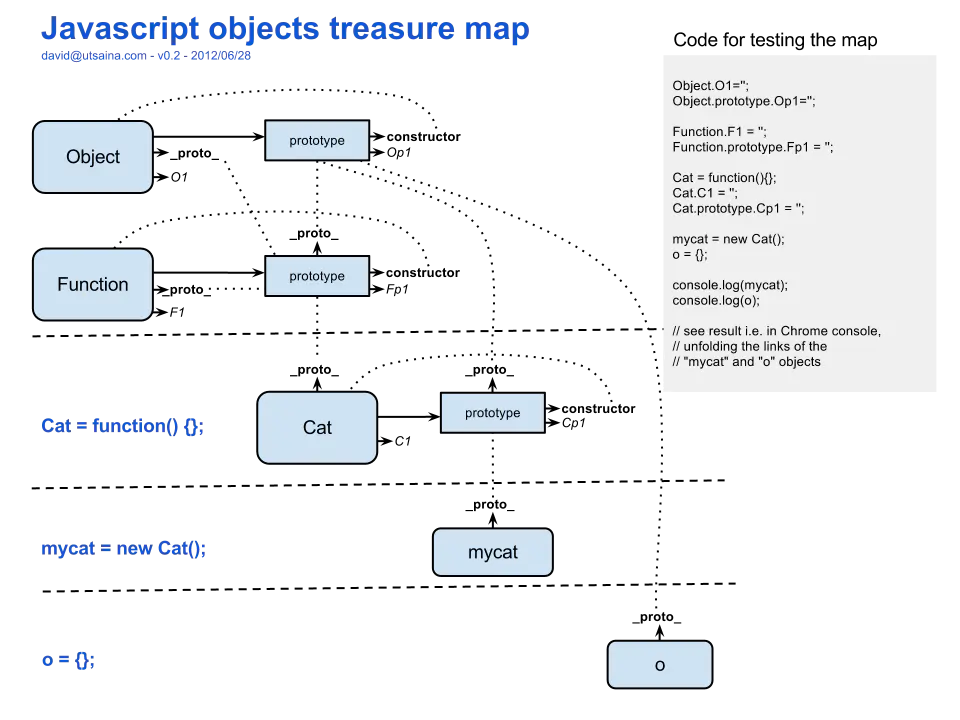 Javascript objects treasure map
david@utsaina.com - v0.2 - 2012/06/28
Code for testing the map
Object.O1='';
Object.prototype.Op1='';
Function.F1 = '';
Function.prototype.Fp1 = '';
Cat = function(){};
Cat.C1 = '';
Cat.prototype.Cp1 = '';
mycat = new Cat();
o = {};
console.log(mycat);
console.log(o);
// see result i.e. in Chrome console,
// unfolding the links of the
// "mycat" and "o" objects
Object
prototype
constructor
_proto_
Op1
O1
_proto_
Function
prototype
constructor
_proto_
Fp1
F1
_proto_
_proto_
Cat = function() {};
Cat
prototype
constructor
Cp1
C1
_proto_
mycat = new Cat();
mycat
_proto_
o = {};
o